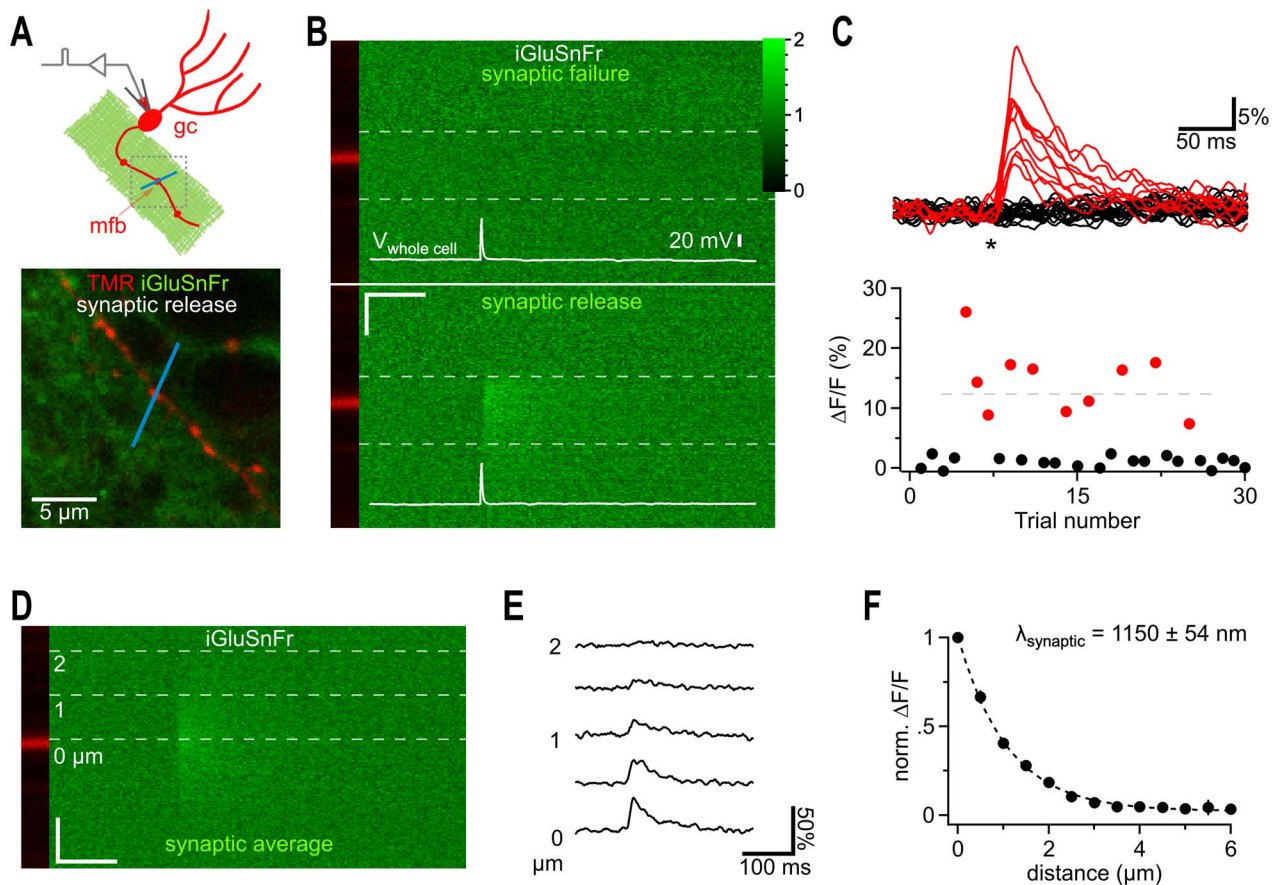 A
gc
mfb
TMR iGluSnFr
synaptic release
5 µm
B
iGluSnFr
synaptic failure
2
1
0
V whole cell
20 mV
synaptic release
C
5%
50 ms
*
30
20
10
0
ΔF/F (%)
0
15
30
Trial number
D
iGluSnFr
2
1
0 µm
synaptic average
E
2
1
0
µm
50%
100 ms
F
λsynaptic = 1150 ± 54 nm
1
.5
0
norm. ΔF/F
0
2
4
6
distance (µm)